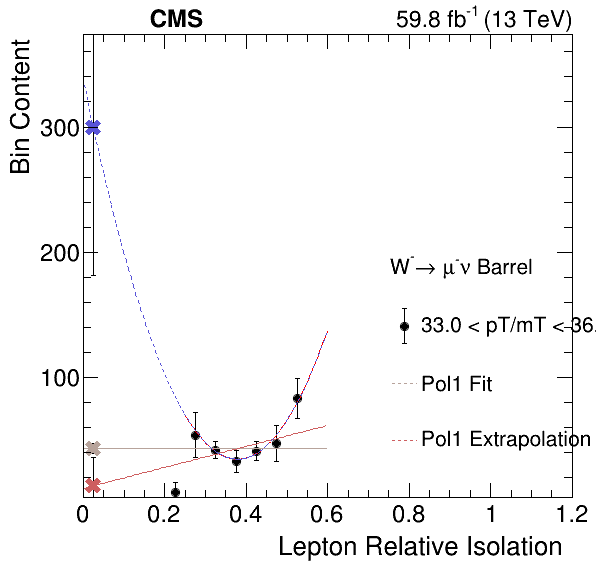 CMS
59.8 fb⁻¹ (13 TeV)
Bin Content
300
200
100
W⁻→ μ⁻ν Barrel
33.0 < pT/mT < 36.
Pol1 Fit
Pol1 Extrapolation
0 0.2 0.4 0.6 0.8 1 1.2
Lepton Relative Isolation